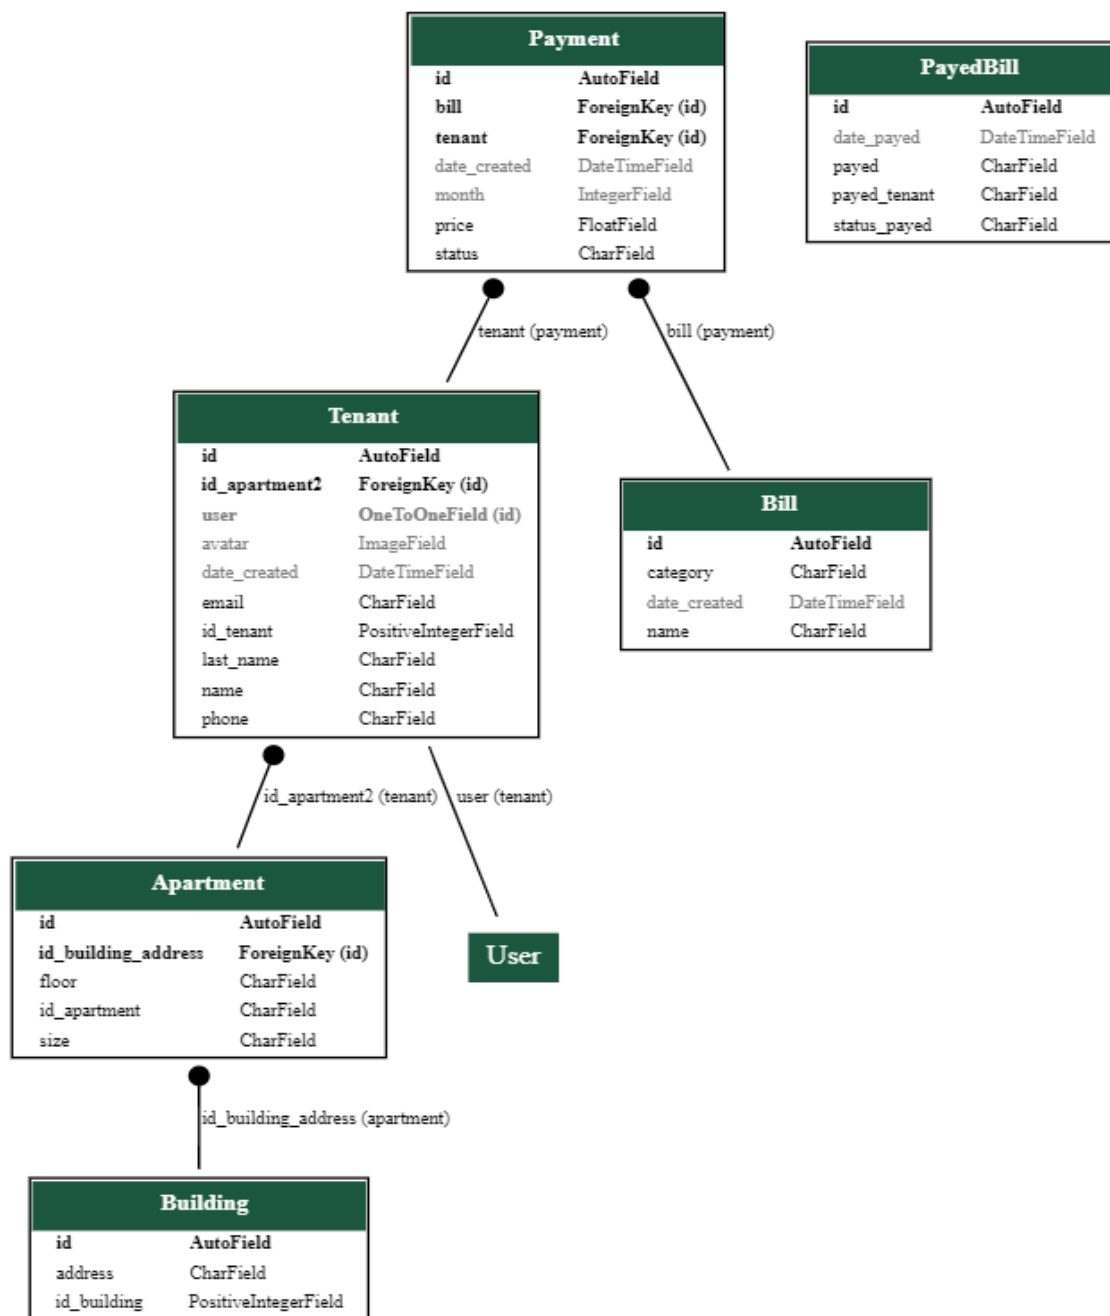 Payment
id AutoField
bill ForeignKey (id)
tenant ForeignKey (id)
date_created DateTimeField
month IntegerField
price FloatField
status CharField
PayedBill
id AutoField
date_payed DateTimeField
payed CharField
payed_tenant CharField
status_payed CharField
tenant (payment)
bill (payment)
Tenant
id AutoField
id_apartment2 ForeignKey (id)
user OneToOneField (id)
avatar ImageField
date_created DateTimeField
email CharField
id_tenant PositiveIntegerField
last_name CharField
name CharField
phone CharField
Bill
id AutoField
category CharField
date_created DateTimeField
name CharField
id_apartment2 (tenant)
user (tenant)
Apartment
id AutoField
id_building_address ForeignKey (id)
floor CharField
id_apartment CharField
size CharField
User
id_building_address (apartment)
Building
id AutoField
address CharField
id_building PositiveIntegerField